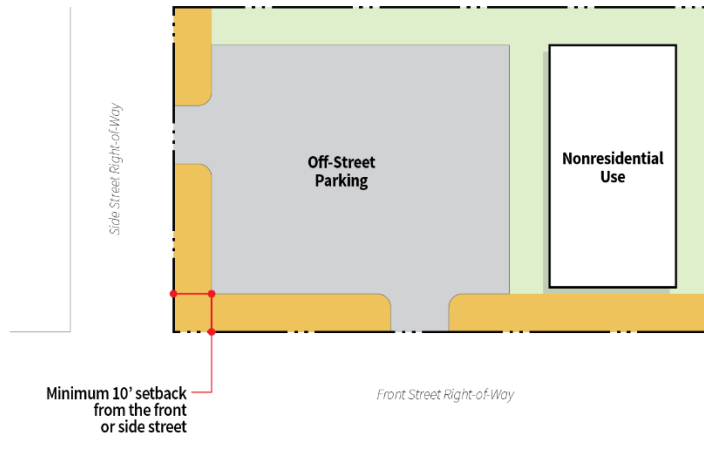 Side Street Right-of-Way
Off-Street
Parking
Nonresidential
Use
Minimum 10’ setback
from the front
or side street
Front Street Right-of-Way